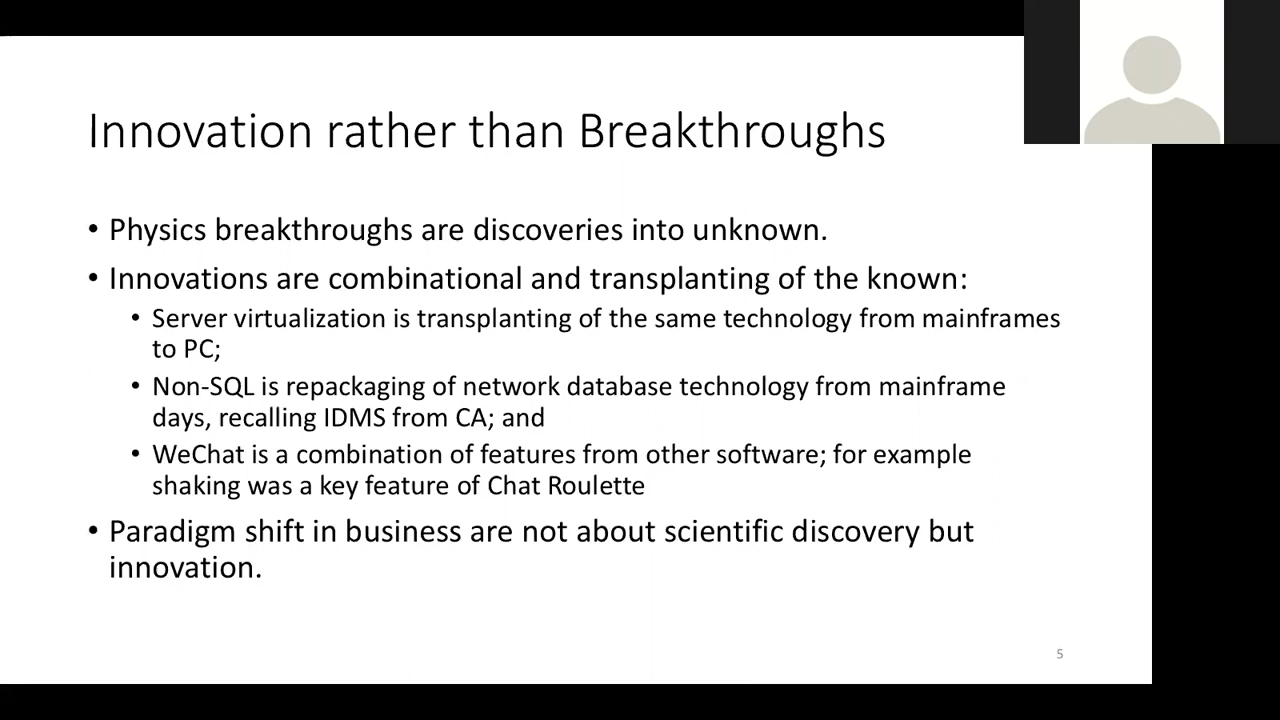 Innovation rather than Breakthroughs
• Physics breakthroughs are discoveries into unknown.
• Innovations are combinational and transplanting of the known:
• Server virtualization is transplanting of the same technology from mainframes
to PC;
• Non-SQL is repackaging of network database technology from mainframe
days, recalling IDMS from CA; and
• WeChat is a combination of features from other software; for example
shaking was a key feature of Chat Roulette
• Paradigm shift in business are not about scientific discovery but
innovation.
5